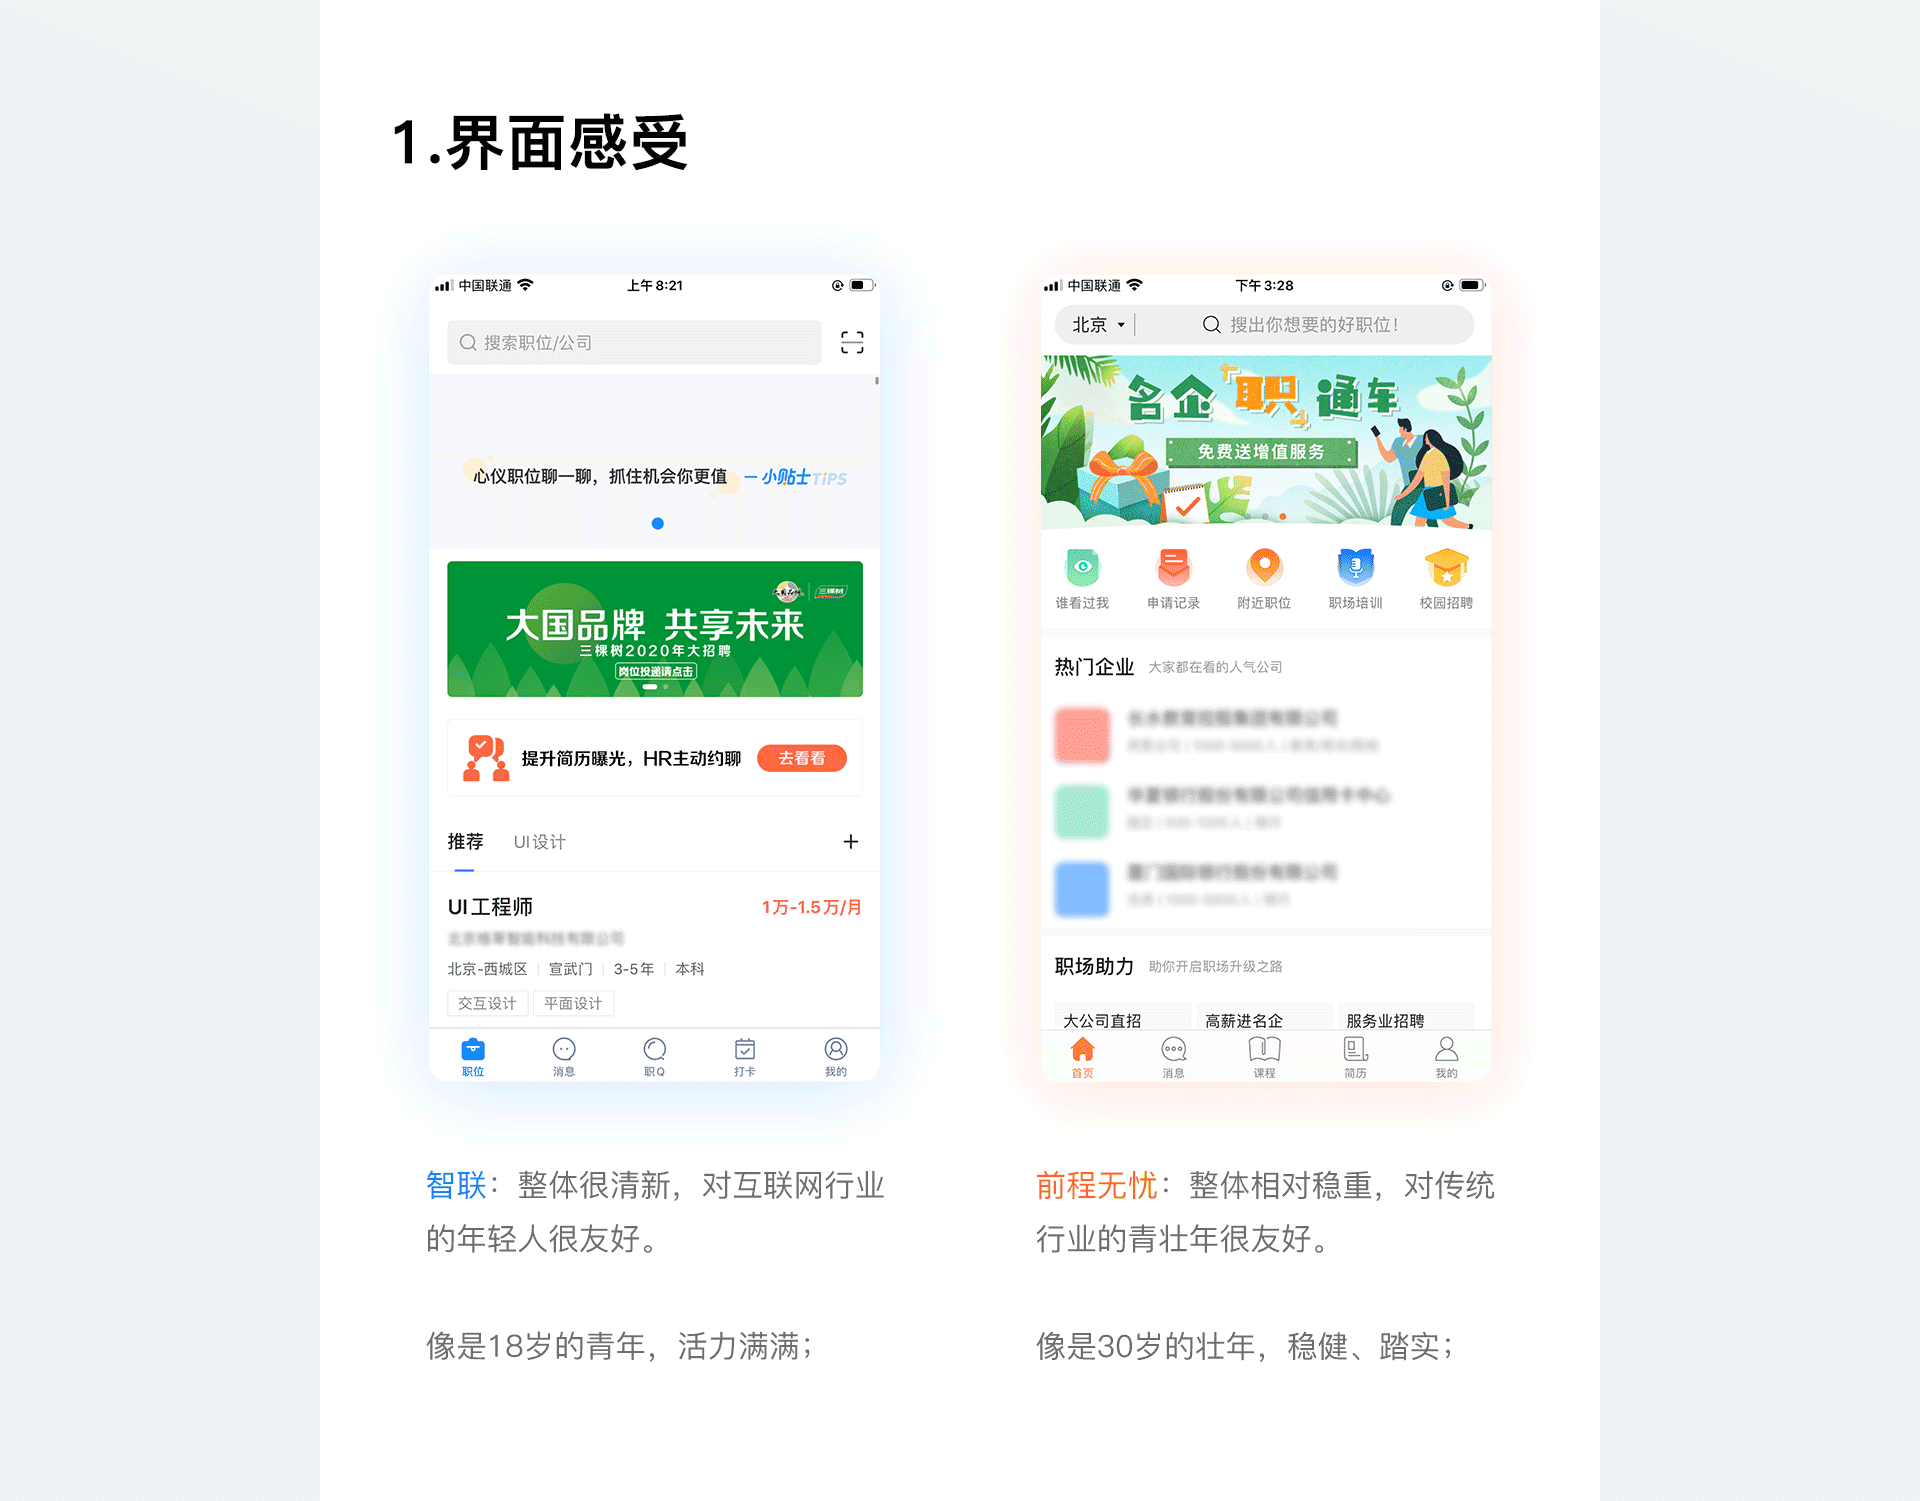 1.界面感受
中国联通
上午8:21
搜索职位/公司
心仪职位聊一聊，抓住机会你更值
小贴士TiPS
三棵树
大国品牌 共享未来
三棵树2020年大招聘
岗位投递请点击
提升简历曝光，HR主动约聊
去看看
推荐
UI设计
UI工程师
1万-1.5万/月
北京-西城区
宣武门
3-5年
本科
交互设计
平面设计
职位
消息
职Q
打卡
我的
智联：整体很清新，对互联网行业
的年轻人很友好。
像是18岁的青年，活力满满；
中国联通
下午3:28
北京
搜出你想要的好职位！
名企职通车
免费送增值服务
谁看过我
申请记录
附近职位
职场培训
校园招聘
热门企业
大家都在看的人气公司
职场助力
助你开启职场升级之路
大公司直招
高薪进名企
服务业招聘
首页
消息
课程
简历
我的
前程无忧：整体相对稳重，对传统
行业的青壮年很友好。
像是30岁的壮年，稳健、踏实；